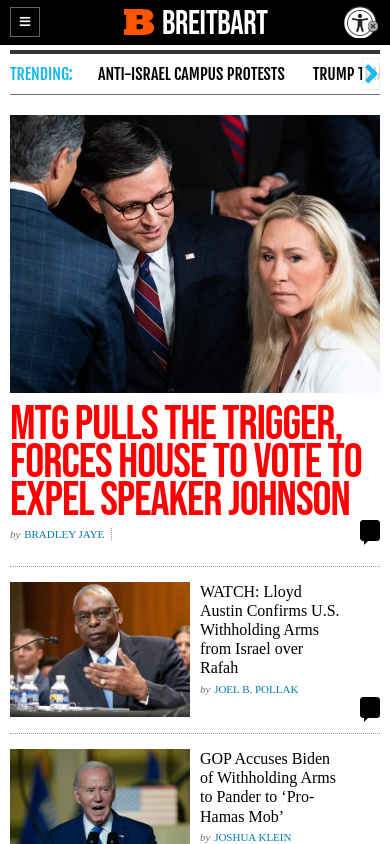 B BREITBART
TRENDING: ANTI-ISRAEL CAMPUS PROTESTS TRUMP
MTG PULLS THE TRIGGER,
FORCES HOUSE TO VOTE TO
EXPEL SPEAKER JOHNSON
by BRADLEY JAYE
WATCH: Lloyd
Austin Confirms U.S.
Withholding Arms
from Israel over
Rafah
by JOEL B. POLLAK
GOP Accuses Biden
of Withholding Arms
to Pander to ‘Pro-
Hamas Mob’
by JOSHUA KLEIN